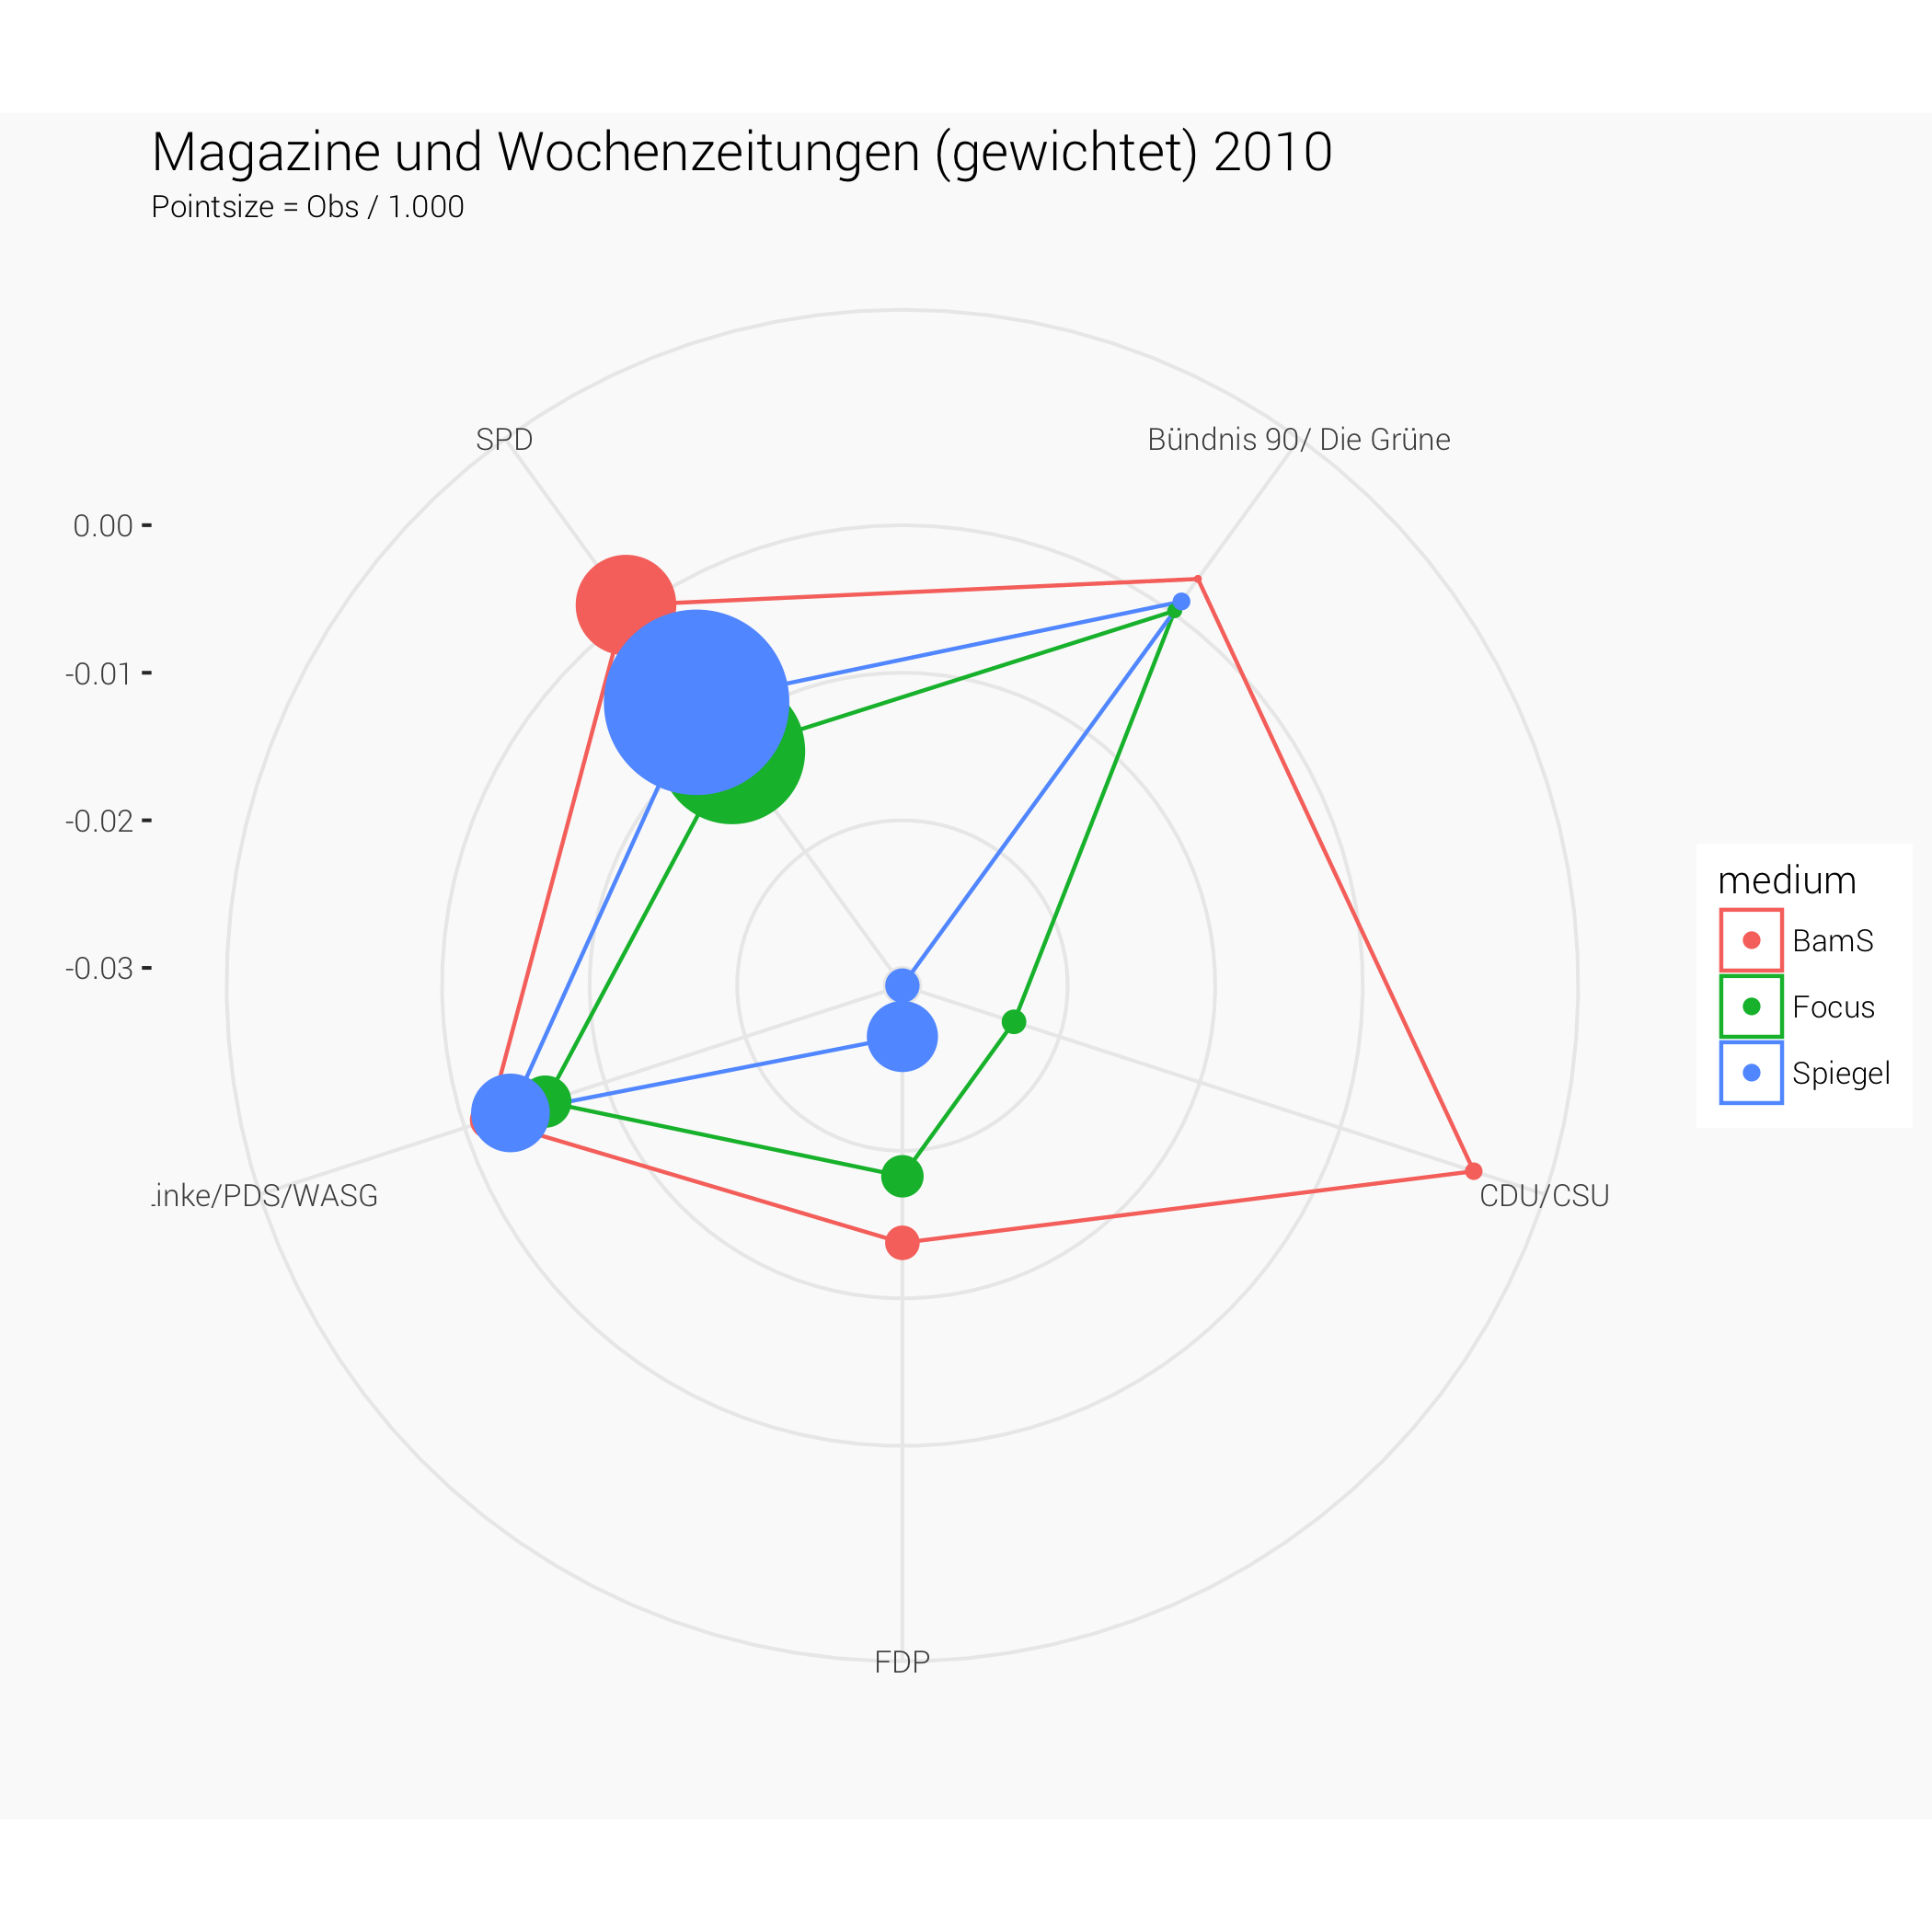 Magazine und Wochenzeitungen (gewichtet) 2010
Pointsize = Obs / 1.000
SPD
Bündnis 90/ Die Grüne
0.00
-0.01
-0.02
-0.03
medium
BamS
Focus
Spiegel
inke/PDS/WASG
CDU/CSU
FDP